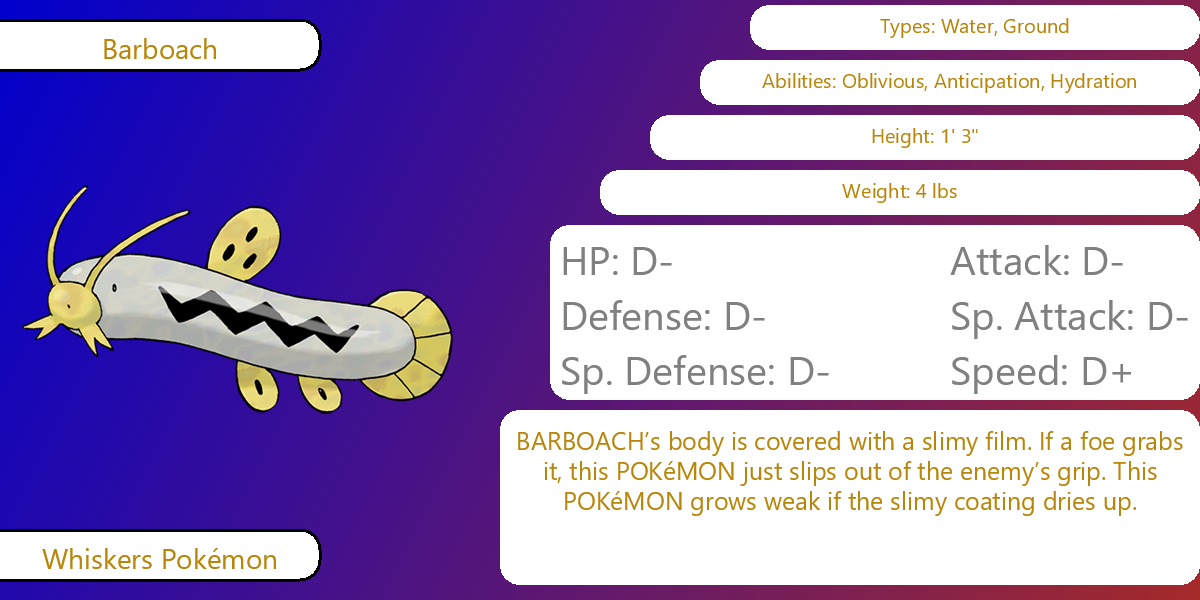 Barboach
Types: Water, Ground
Abilities: Oblivious, Anticipation, Hydration
Height: 1' 3"
Weight: 4 lbs
HP: D-
Attack: D-
Defense: D-
Sp. Attack: D-
Sp. Defense: D-
Speed: D+
BARBOACH’s body is covered with a slimy film. If a foe grabs
it, this POKéMON just slips out of the enemy’s grip. This
POKéMON grows weak if the slimy coating dries up.
Whiskers Pokémon